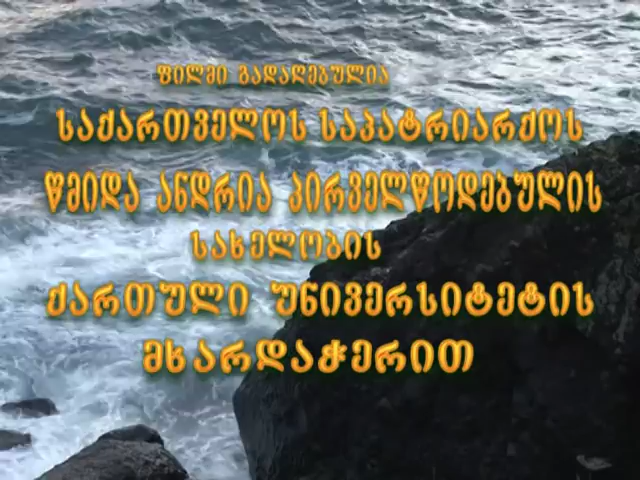 ფილმი გადაღებულია
საქართველოს საპატრიარქოს
წმიდა ანდრია პირველწოდებულის
სახელობის
ქართული უნივერსიტეტის
მხარდაჭერით